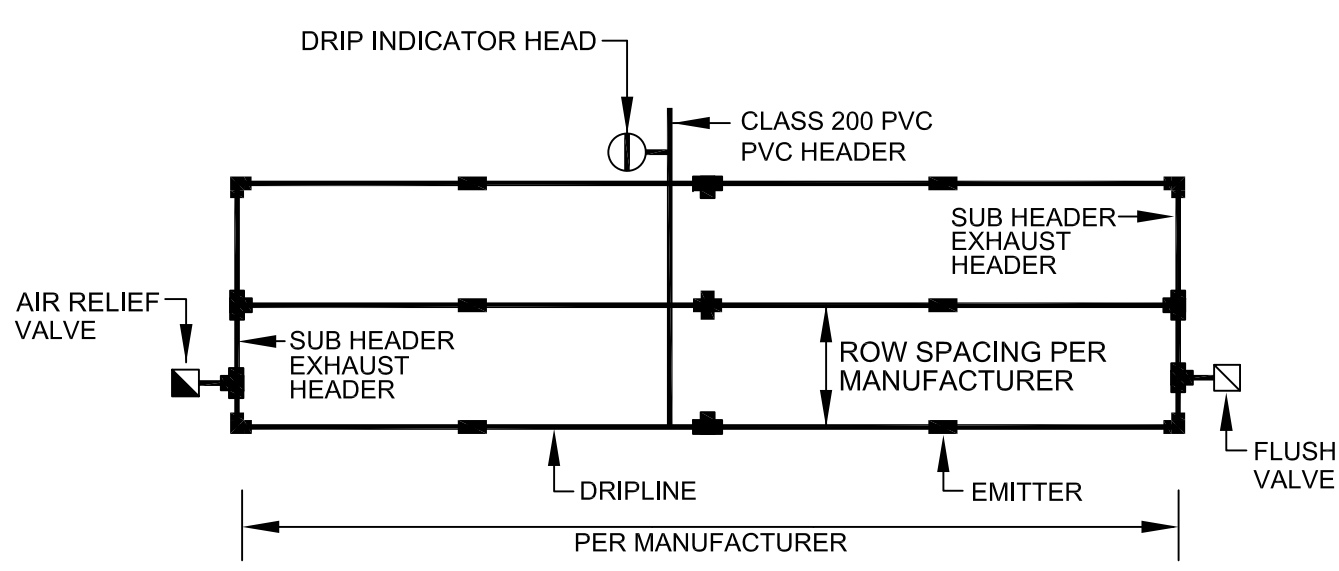 DRIP INDICATOR HEAD
CLASS 200 PVC
PVC HEADER
SUB HEADER
EXHAUST
HEADER
AIR RELIEF
VALVE
SUB HEADER
EXHAUST
HEADER
ROW SPACING PER
MANUFACTURER
FLUSH
VALVE
DRIPLINE
EMITTER
PER MANUFACTURER